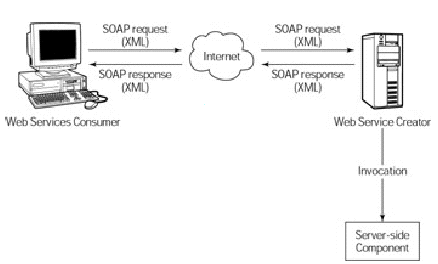 SOAP request
(XML)
SOAP request
(XML)
Internet
SOAP response
(XML)
SOAP response
(XML)
Web Services Consumer
Web Service Creator
Invocation
Server-side
Component